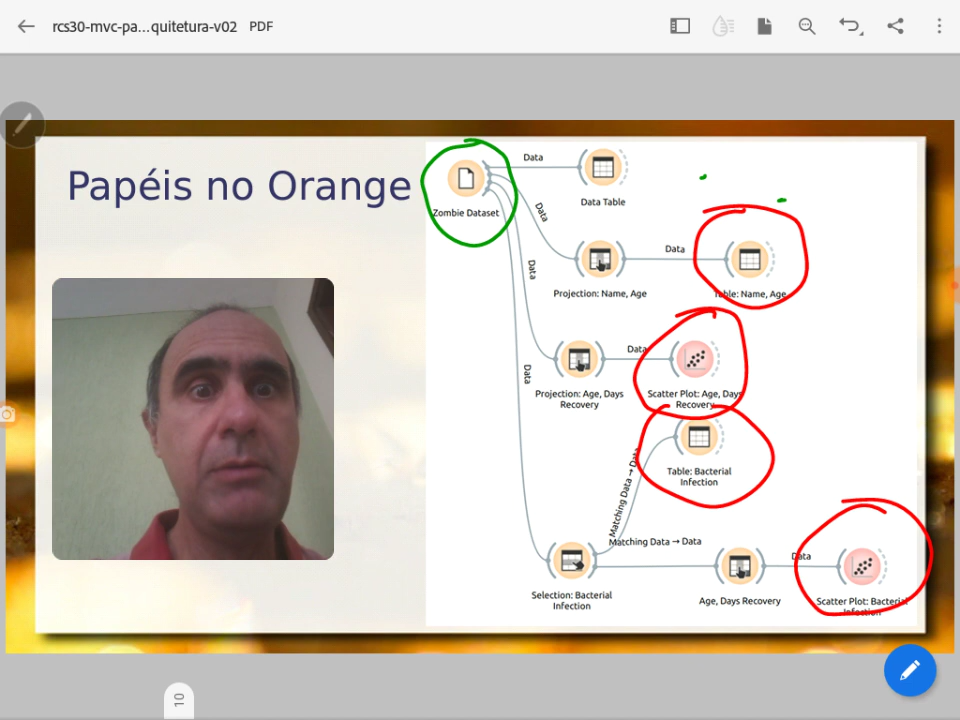 rcs30-mvc-pa...quitetura-v02 PDF
Papéis no Orange
Data
Zombie Dataset
Data Table
Data
Data
Projection: Name, Age
Table: Name, Age
Data
Data
Projection: Age, Days
Recovery
Scatter Plot: Age, Days
Recovery
Data
Table: Bacterial
Infection
Matching Data → Data
Matching Data → Data
Data
Selection: Bacterial
Infection
Age, Days Recovery
Scatter Plot: Bacterial
Infection
10